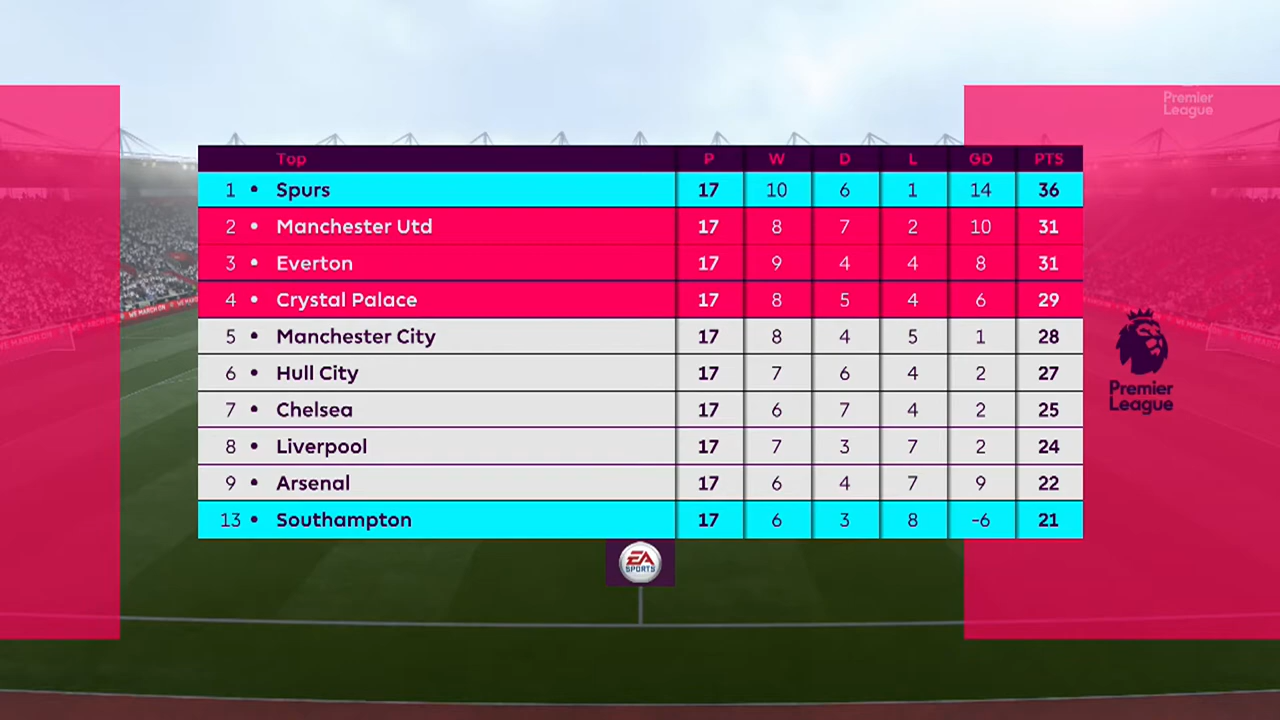 Premier
League
Top P W D L GD PTS
1 • Spurs 17 10 6 1 14 36
2 • Manchester Utd 17 8 7 2 10 31
3 • Everton 17 9 4 4 8 31
4 • Crystal Palace 17 8 5 4 6 29
5 • Manchester City 17 8 4 5 1 28
6 • Hull City 17 7 6 4 2 27
7 • Chelsea 17 6 7 4 2 25
8 • Liverpool 17 7 3 7 2 24
9 • Arsenal 17 6 4 7 9 22
13 • Southampton 17 6 3 8 -6 21
WE MARCH ON
Premier
League
EA
SPORTS